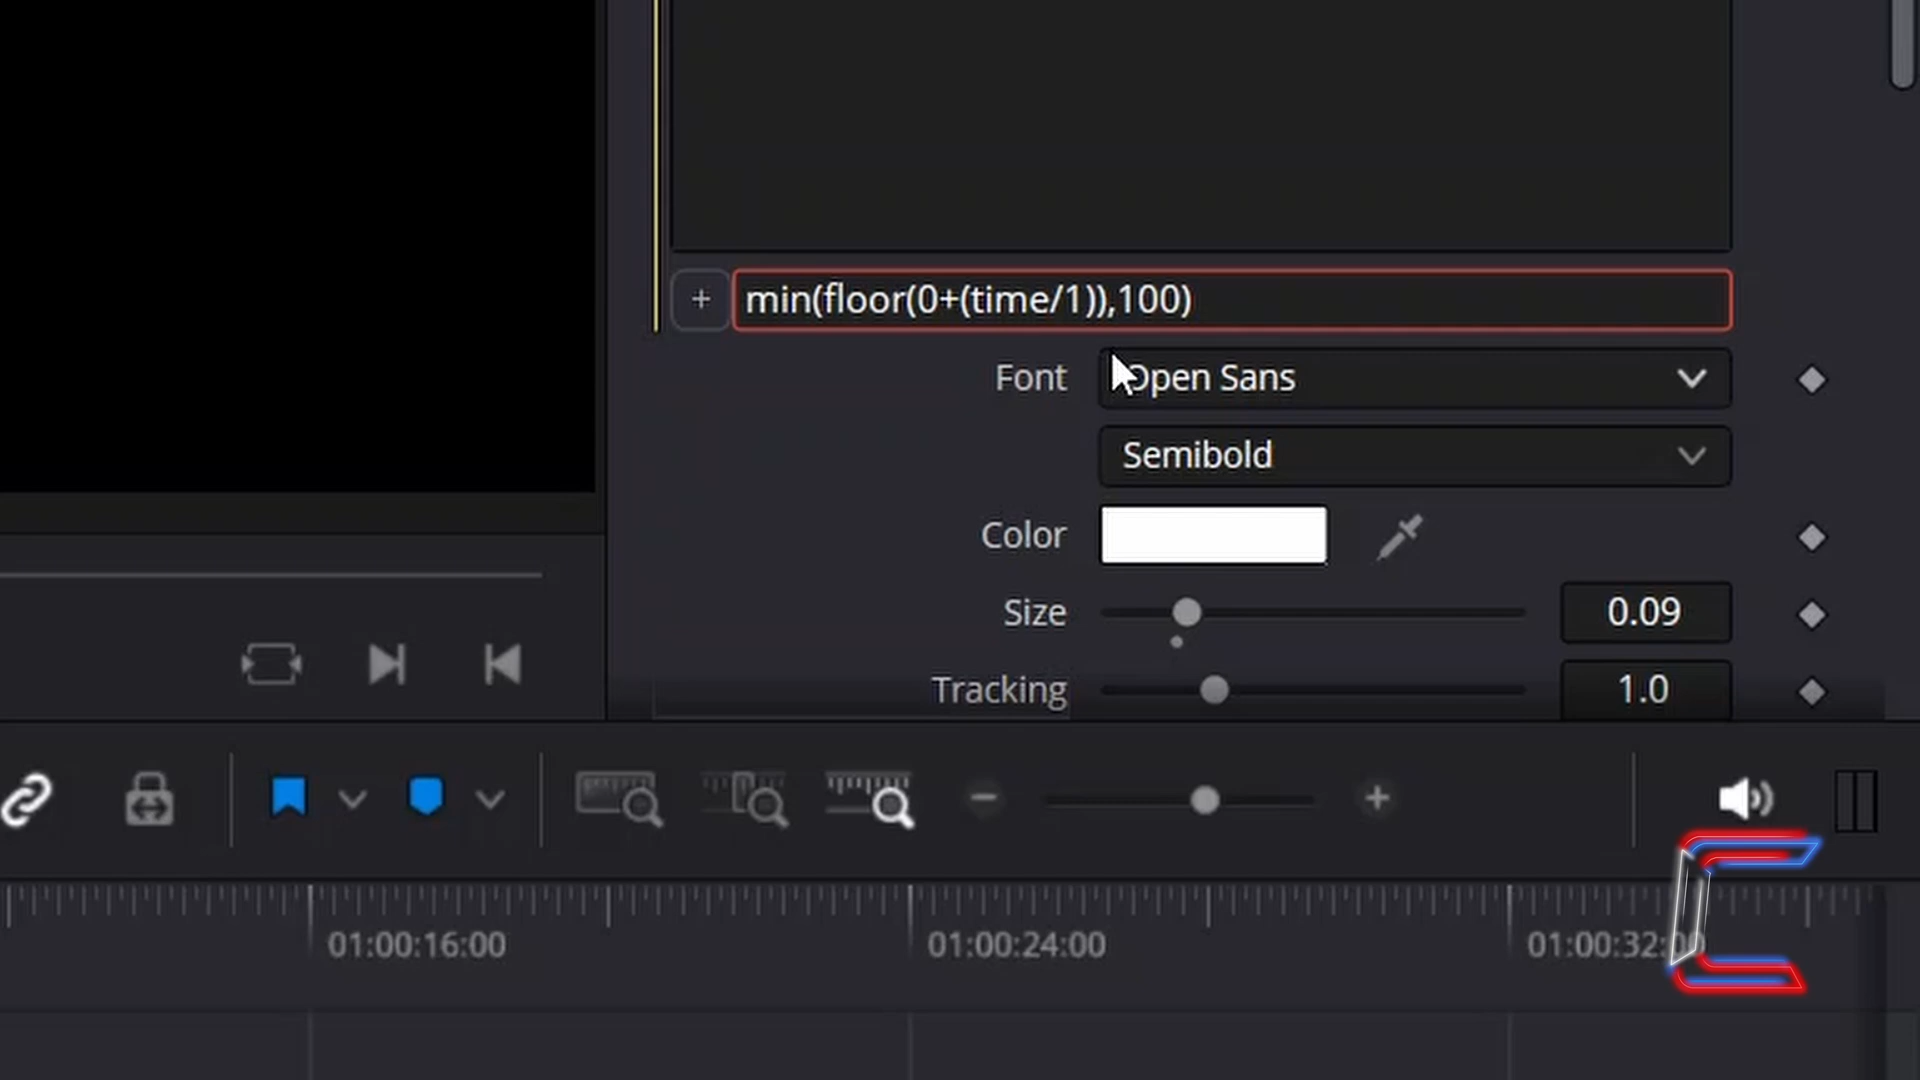 min(floor(0+(time/1)),100)
Font
Open Sans
Semibold
Color
Size
0.09
Tracking
1.0
01:00:16:00
01:00:24:00
01:00:32:00